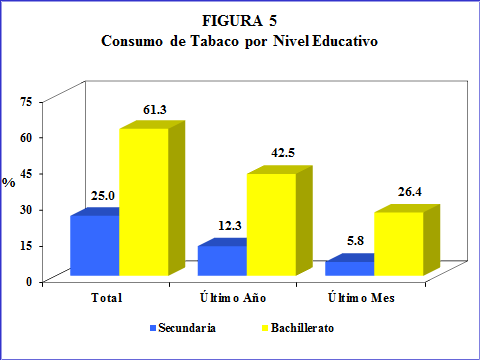 FIGURA 5
Consumo de Tabaco por Nivel Educativo
75
60
45
30
15
0
%
25.0
61.3
12.3
42.5
5.8
26.4
Total
Último Año
Último Mes
Secundaria
Bachillerato